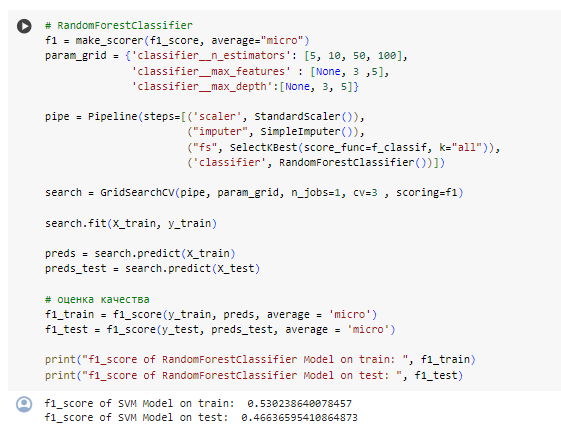 # RandomForestClassifier
f1 = make_scorer(f1_score, average="micro")
param_grid = {'classifier__n_estimators': [5, 10, 50, 100],
'classifier__max_features' : [None, 3 ,5],
'classifier__max_depth':[None, 3, 5]}
pipe = Pipeline(steps=[('scaler', StandardScaler()),
("imputer", SimpleImputer()),
("fs", SelectKBest(score_func=f_classif, k="all")),
('classifier', RandomForestClassifier())])
search = GridSearchCV(pipe, param_grid, n_jobs=1, cv=3 , scoring=f1)
search.fit(X_train, y_train)
preds = search.predict(X_train)
preds_test = search.predict(X_test)
# оценка качества
f1_train = f1_score(y_train, preds, average = 'micro')
f1_test = f1_score(y_test, preds_test, average = 'micro')
print("f1_score of RandomForestClassifier Model on train: ", f1_train)
print("f1_score of RandomForestClassifier Model on test: ", f1_test)
f1_score of SVM Model on train:  0.530238640078457
f1_score of SVM Model on test:  0.46636595410864873